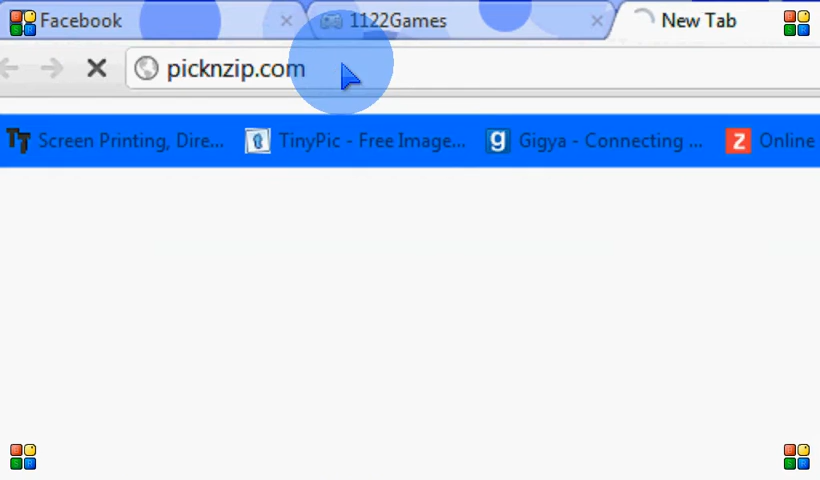 Facebook
1122Games
New Tab
picknzip.com
Screen Printing, Dire...
TinyPic - Free Image...
Gigya - Connecting ...
Online